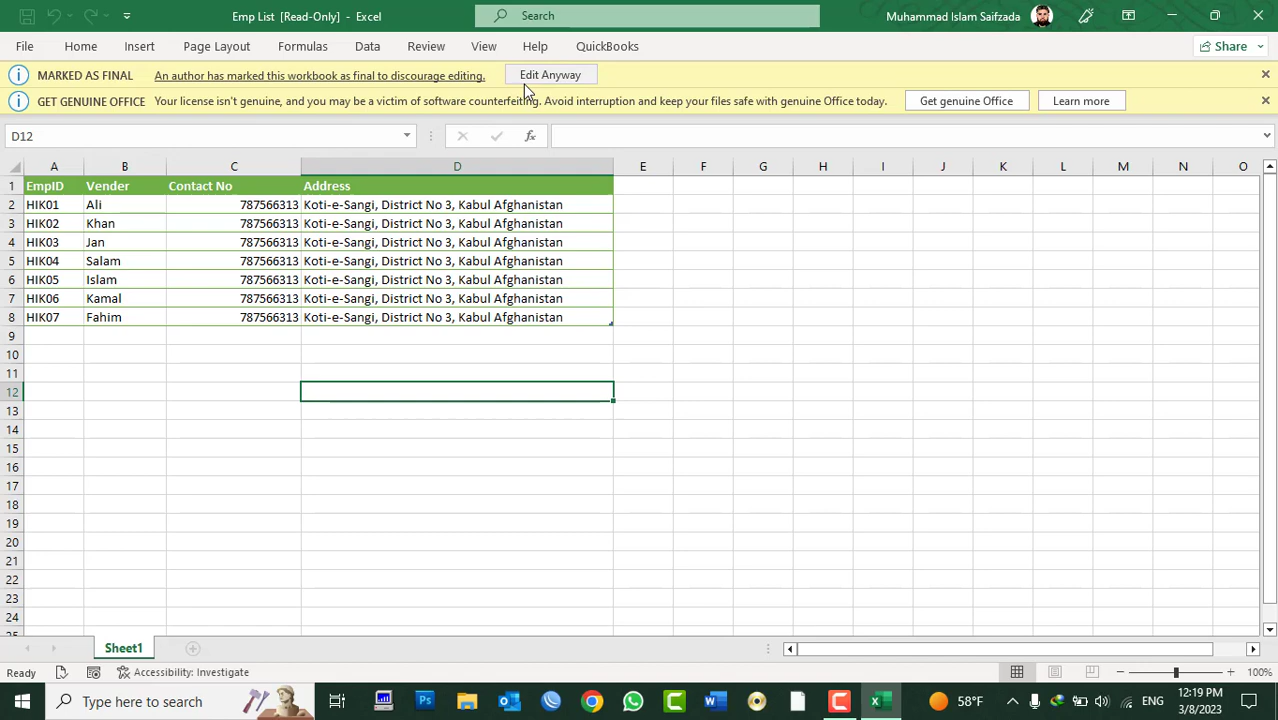 Emp List [Read-Only] - Excel
Search
Muhammad Islam Saifzada
File Home Insert Page Layout Formulas Data Review View Help QuickBooks Share
MARKED AS FINAL An author has marked this workbook as final to discourage editing. Edit Anyway
GET GENUINE OFFICE Your license isn't genuine, and you may be a victim of software counterfeiting. Avoid interruption and keep your files safe with genuine Office today. Get genuine Office Learn more
D12 fx
A B C D E F G H I J K L M N O
1 EmpID Vender Contact No Address
2 HIK01 Ali 787566313 Koti-e-Sangi, District No 3, Kabul Afghanistan
3 HIK02 Khan 787566313 Koti-e-Sangi, District No 3, Kabul Afghanistan
4 HIK03 Jan 787566313 Koti-e-Sangi, District No 3, Kabul Afghanistan
5 HIK04 Salam 787566313 Koti-e-Sangi, District No 3, Kabul Afghanistan
6 HIK05 Islam 787566313 Koti-e-Sangi, District No 3, Kabul Afghanistan
7 HIK06 Kamal 787566313 Koti-e-Sangi, District No 3, Kabul Afghanistan
8 HIK07 Fahim 787566313 Koti-e-Sangi, District No 3, Kabul Afghanistan
9
10
11
12
13
14
15
16
17
18
19
20
21
22
23
24
25
Sheet1
Ready Accessibility: Investigate 100%
Type here to search
58°F ENG
12:19 PM
3/8/2023